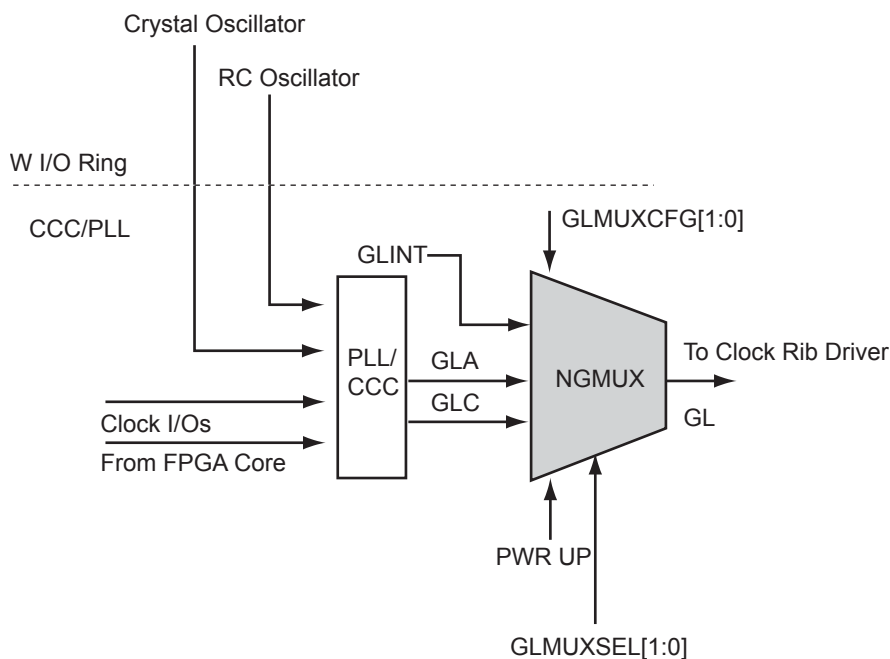 Crystal Oscillator
RC Oscillator
W I/O Ring
CCC/PLL
GLMUXCFG[1:0]
GLINT
PLL/
CCC
GLA
GLC
NGMUX
To Clock Rib Driver
GL
Clock I/Os
From FPGA Core
PWR UP
GLMUXSEL[1:0]